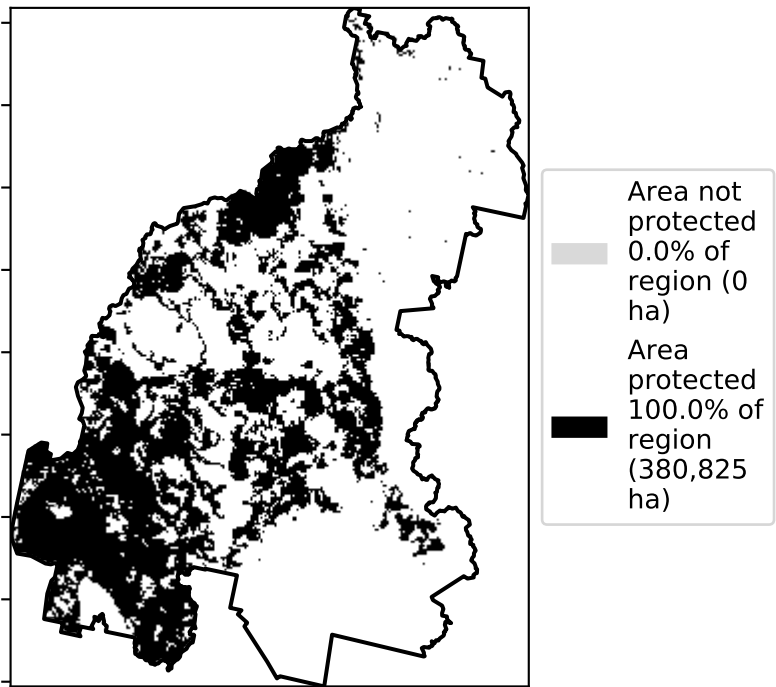 Area not
protected
0.0% of
region (0
ha)
Area
protected
100.0% of
region
(380,825
ha)